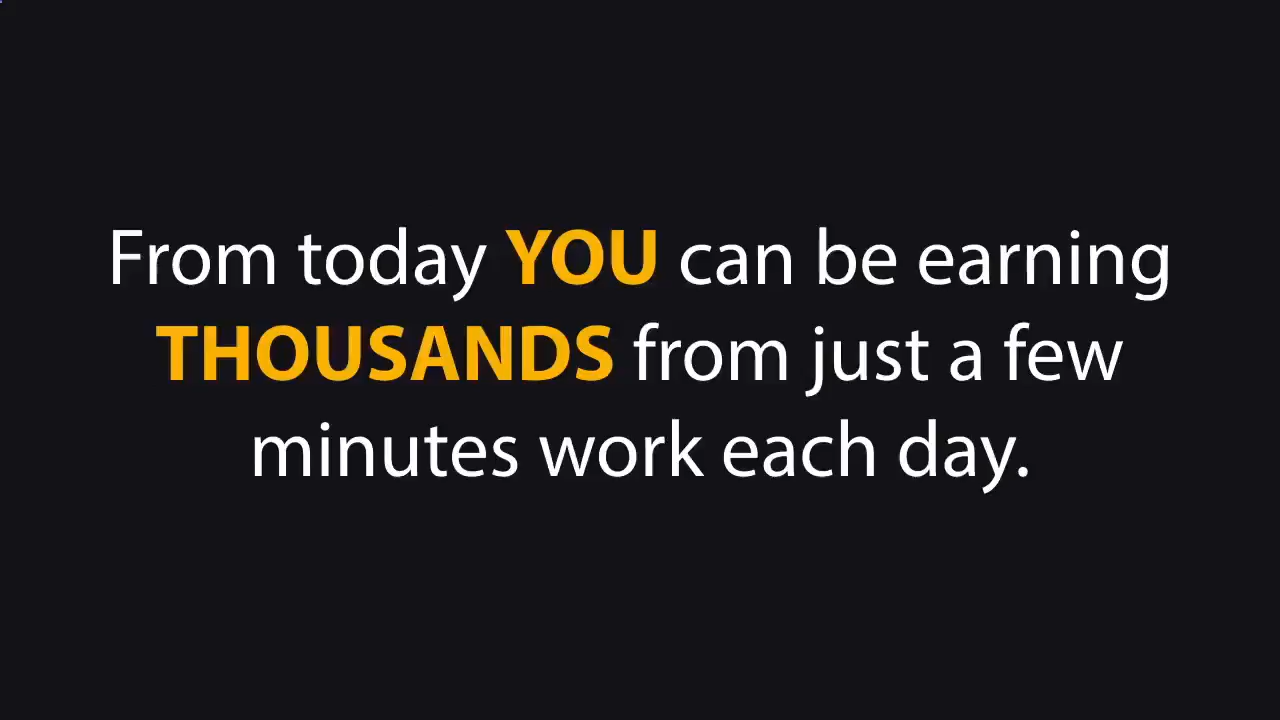 From today YOU can be earning
THOUSANDS from just a few
minutes work each day.